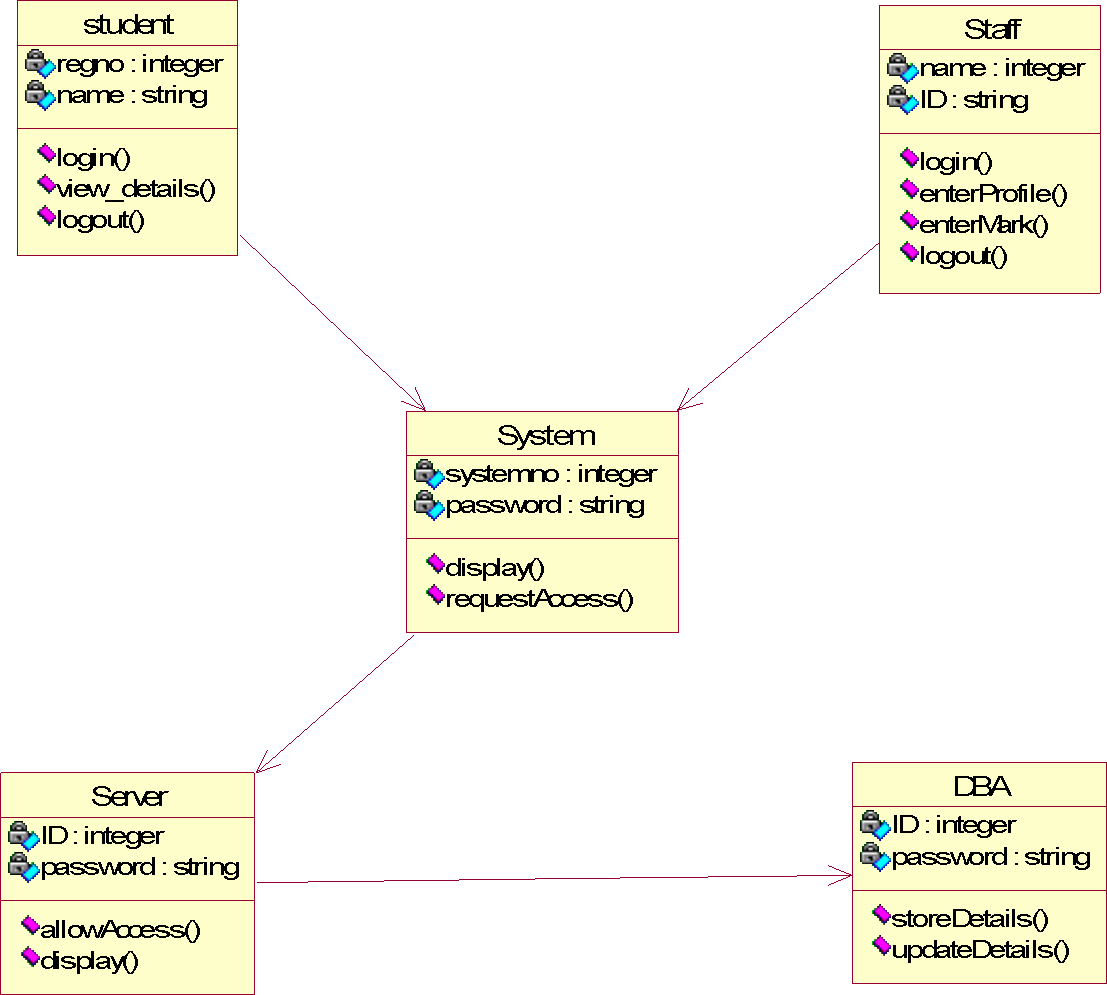 student
regno : integer
name : string
login()
view_details()
logout()
Staff
name : integer
ID : string
login()
enterProfile()
enterMark()
logout()
System
systemno : integer
password : string
display()
requestAccess()
Server
ID : integer
password : string
allowAccess()
display()
DBA
ID : integer
password : string
storeDetails()
updateDetails()